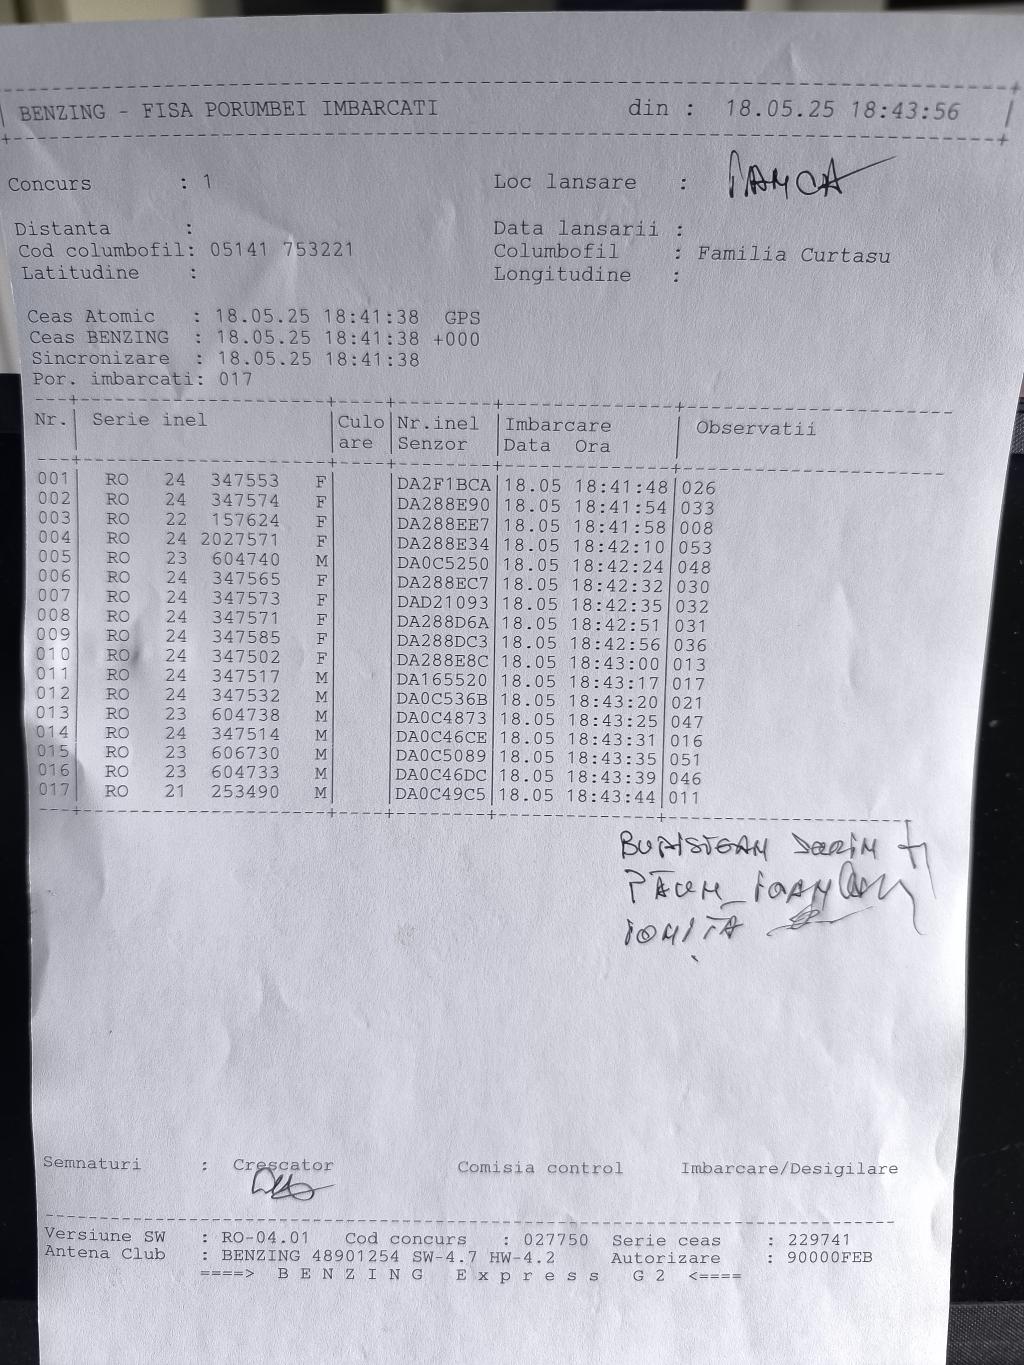 BENZING - FISA PORUMBEI IMBARCATI din : 18.05.25 18:43:56
Concurs : 1 Loc lansare :
Distanta : Data lansarii :
Cod columbofil: 05141 753221 Columbofil : Familia Curtasu
Latitudine : Longitudine :
Ceas Atomic : 18.05.25 18:41:38 GPS
Ceas BENZING : 18.05.25 18:41:38 +000
Sincronizare : 18.05.25 18:41:38
Por. imbarcati: 017
Nr. Serie inel Culo Nr.inel Imbarcare Observatii
are Senzor Data Ora
001 RO 24 347553 F DA2F1BCA 18.05 18:41:48 026
002 RO 24 347574 F DA288E90 18.05 18:41:54 033
003 RO 22 157624 F DA288EE7 18.05 18:41:58 008
004 RO 24 2027571 F DA288E34 18.05 18:42:10 053
005 RO 23 604740 M DA0C5250 18.05 18:42:24 048
006 RO 24 347565 F DA288EC7 18.05 18:42:32 030
007 RO 24 347573 F DAD21093 18.05 18:42:35 032
008 RO 24 347571 F DA288D6A 18.05 18:42:51 031
009 RO 24 347585 F DA288DC3 18.05 18:42:56 036
010 RO 24 347502 F DA288E8C 18.05 18:43:00 013
011 RO 24 347517 M DA165520 18.05 18:43:17 017
012 RO 24 347532 M DA0C536B 18.05 18:43:20 021
013 RO 23 604738 M DA0C4873 18.05 18:43:25 047
014 RO 24 347514 M DA0C46CE 18.05 18:43:31 016
015 RO 23 606730 M DA0C5089 18.05 18:43:35 051
016 RO 23 604733 M DA0C46DC 18.05 18:43:39 046
017 RO 21 253490 M DA0C49C5 18.05 18:43:44 011
IONITA
Semnaturi : Crescator Comisia control Imbarcare/Desigilare
Versiune SW : RO-04.01 Cod concurs : 027750 Serie ceas : 229741
Antena Club : BENZING 48901254 SW-4.7 HW-4.2 Autorizare : 90000FEB
====> B E N Z I N G E x p r e s s G 2 <====